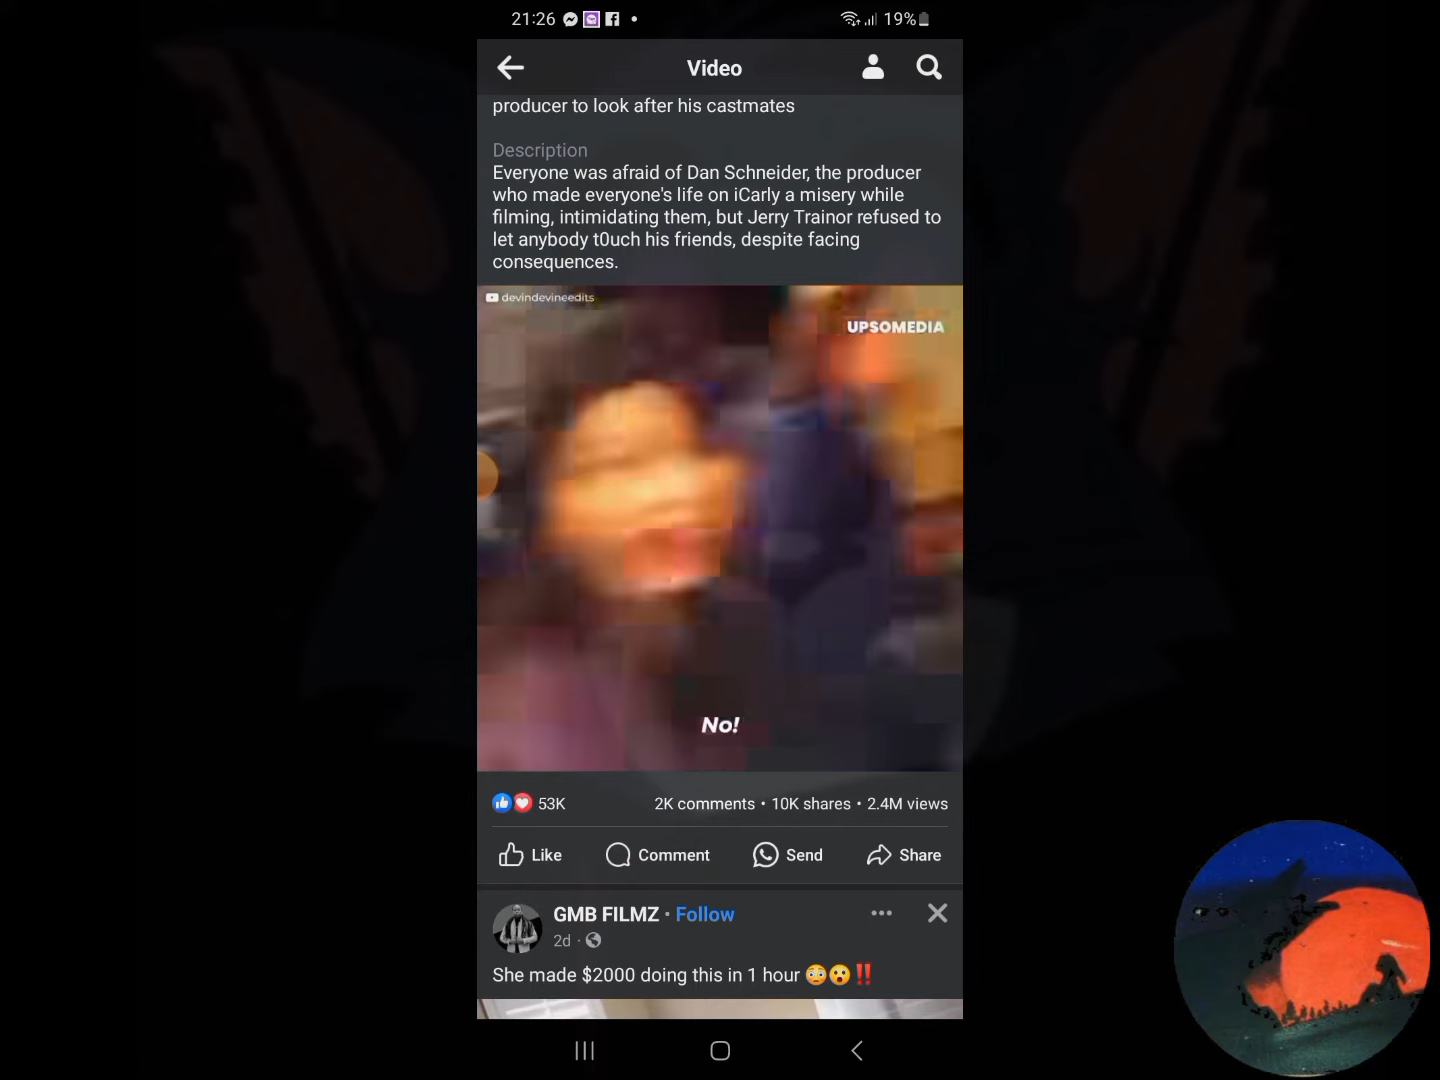 21:26
19%
Video
producer to look after his castmates
Description
Everyone was afraid of Dan Schneider, the producer
who made everyone's life on iCarly a misery while
filming, intimidating them, but Jerry Trainor refused to
let anybody t0uch his friends, despite facing
consequences.
devindevineedits
UPSOMEDIA
No!
53K
2K comments • 10K shares • 2.4M views
Like
Comment
Send
Share
GMB FILMZ • Follow
2d ·
She made $2000 doing this in 1 hour 😳😮‼️